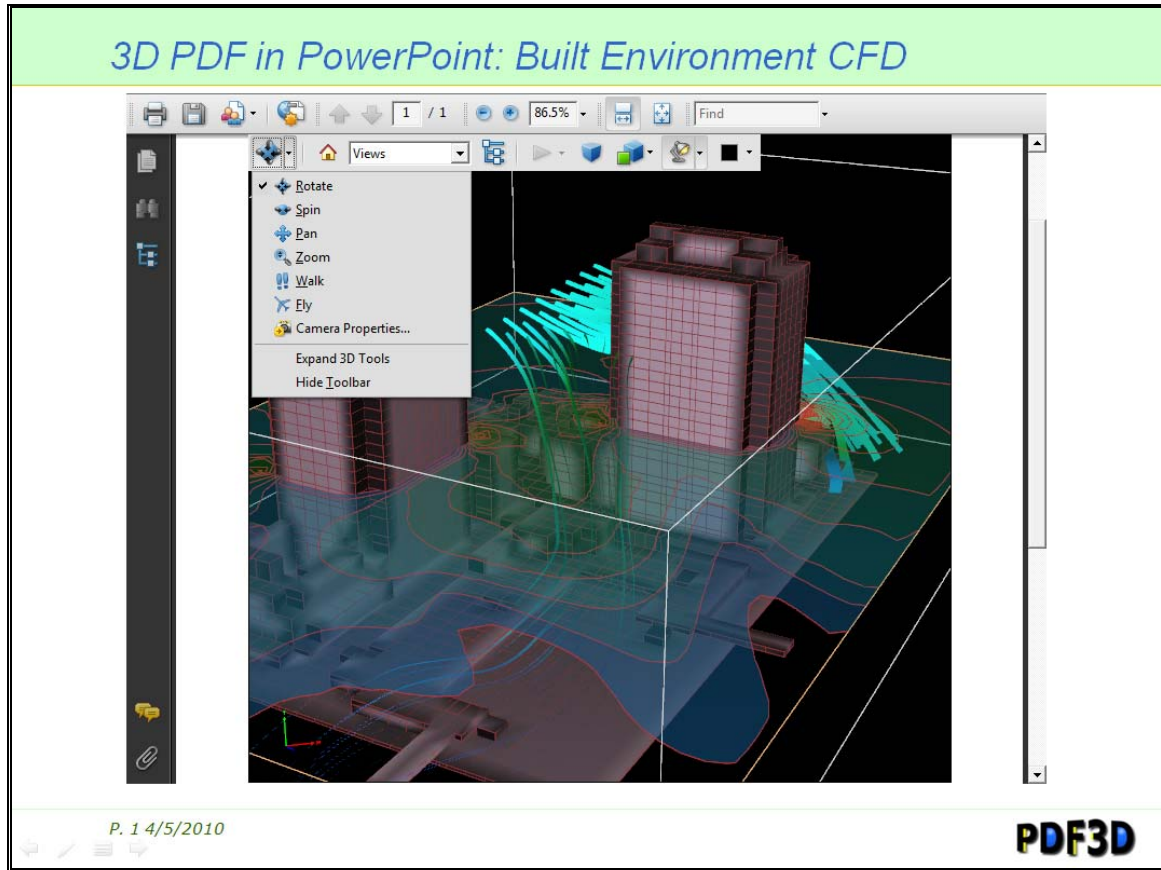 3D PDF in PowerPoint: Built Environment CFD
1 / 1 86.5% Find
Views
Rotate
Spin
Pan
Zoom
Walk
Fly
Camera Properties...
Expand 3D Tools
Hide Toolbar
P. 1 4/5/2010
PDF3D